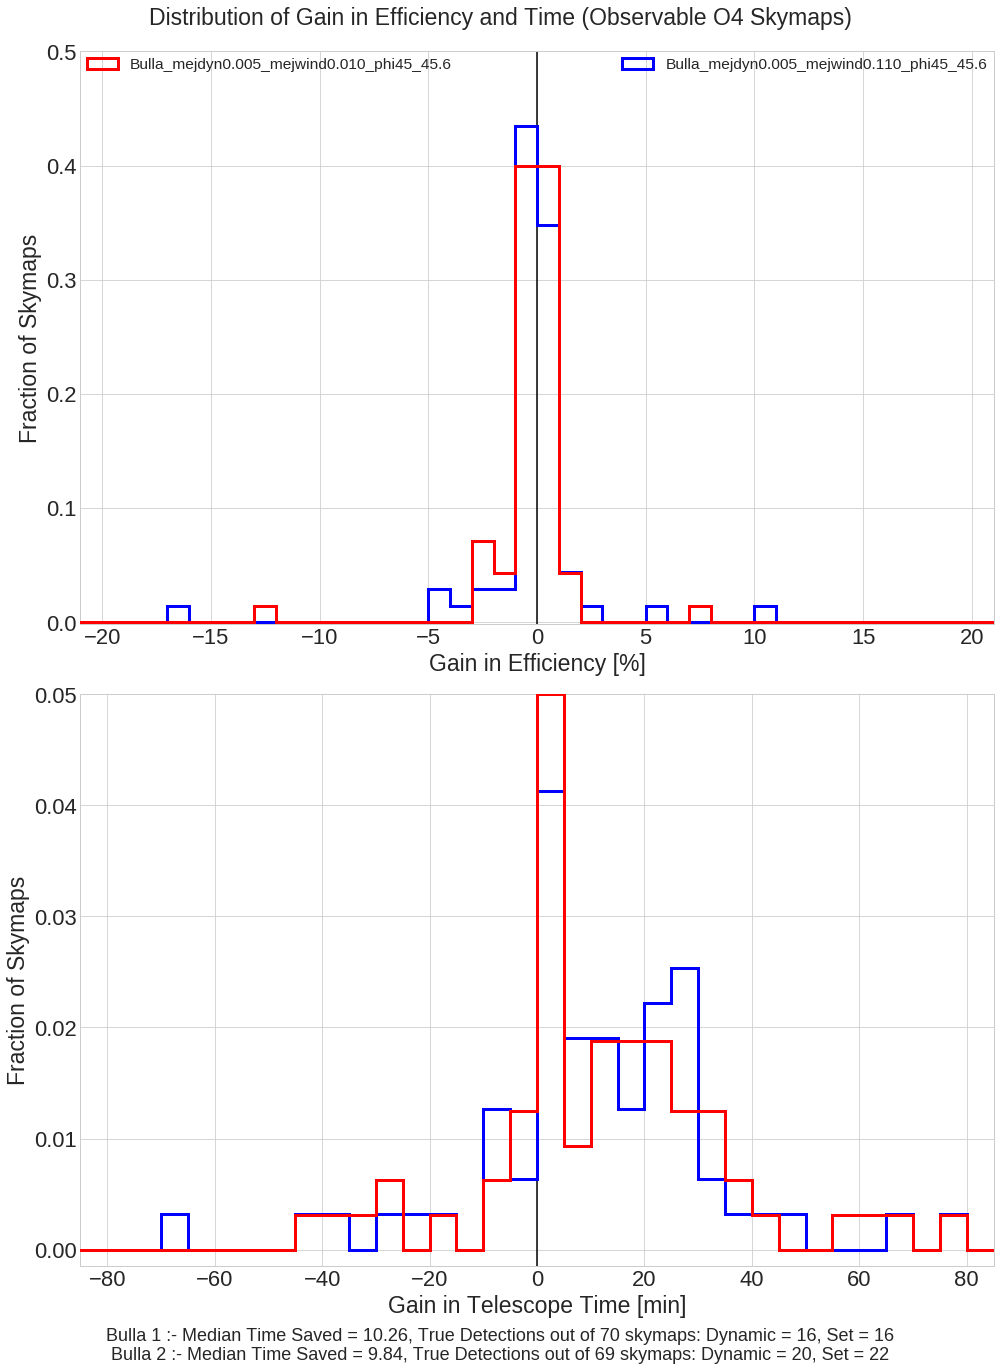 Distribution of Gain in Efficiency and Time (Observable O4 Skymaps)
Bulla_mejdyn0.005_mejwind0.010_phi45_45.6
Bulla_mejdyn0.005_mejwind0.110_phi45_45.6
0.5
0.4
0.3
0.2
0.1
0.0
Fraction of Skymaps
−20 −15 −10 −5 0 5 10 15 20
Gain in Efficiency [%]
0.05
0.04
0.03
0.02
0.01
0.00
Fraction of Skymaps
−80 −60 −40 −20 0 20 40 60 80
Gain in Telescope Time [min]
Bulla 1 :- Median Time Saved = 10.26, True Detections out of 70 skymaps: Dynamic = 16, Set = 16
Bulla 2 :- Median Time Saved = 9.84, True Detections out of 69 skymaps: Dynamic = 20, Set = 22